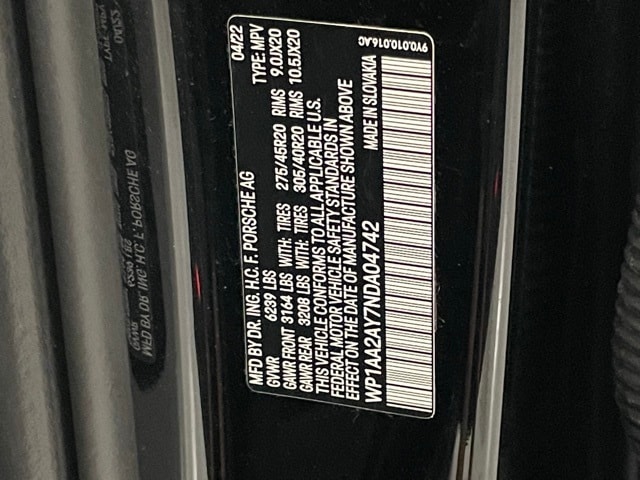 MFD BY DR. ING. H.C. F. PORSCHE AG 04/22
GVWR 6239 LBS TYPE: MPV
GAWR FRONT 3164 LBS WITH: TIRES 275/45R20 RIMS 9.0JX20
GAWR REAR 3208 LBS WITH: TIRES 305/40R20 RIMS 10.5JX20
THIS VEHICLE CONFORMS TO ALL APPLICABLE U.S.
FEDERAL MOTOR VEHICLE SAFETY STANDARDS IN
EFFECT ON THE DATE OF MANUFACTURE SHOWN ABOVE
WP1AA2AY7NDA04742 MADE IN SLOVAKIA
9Y0.010.016.AC